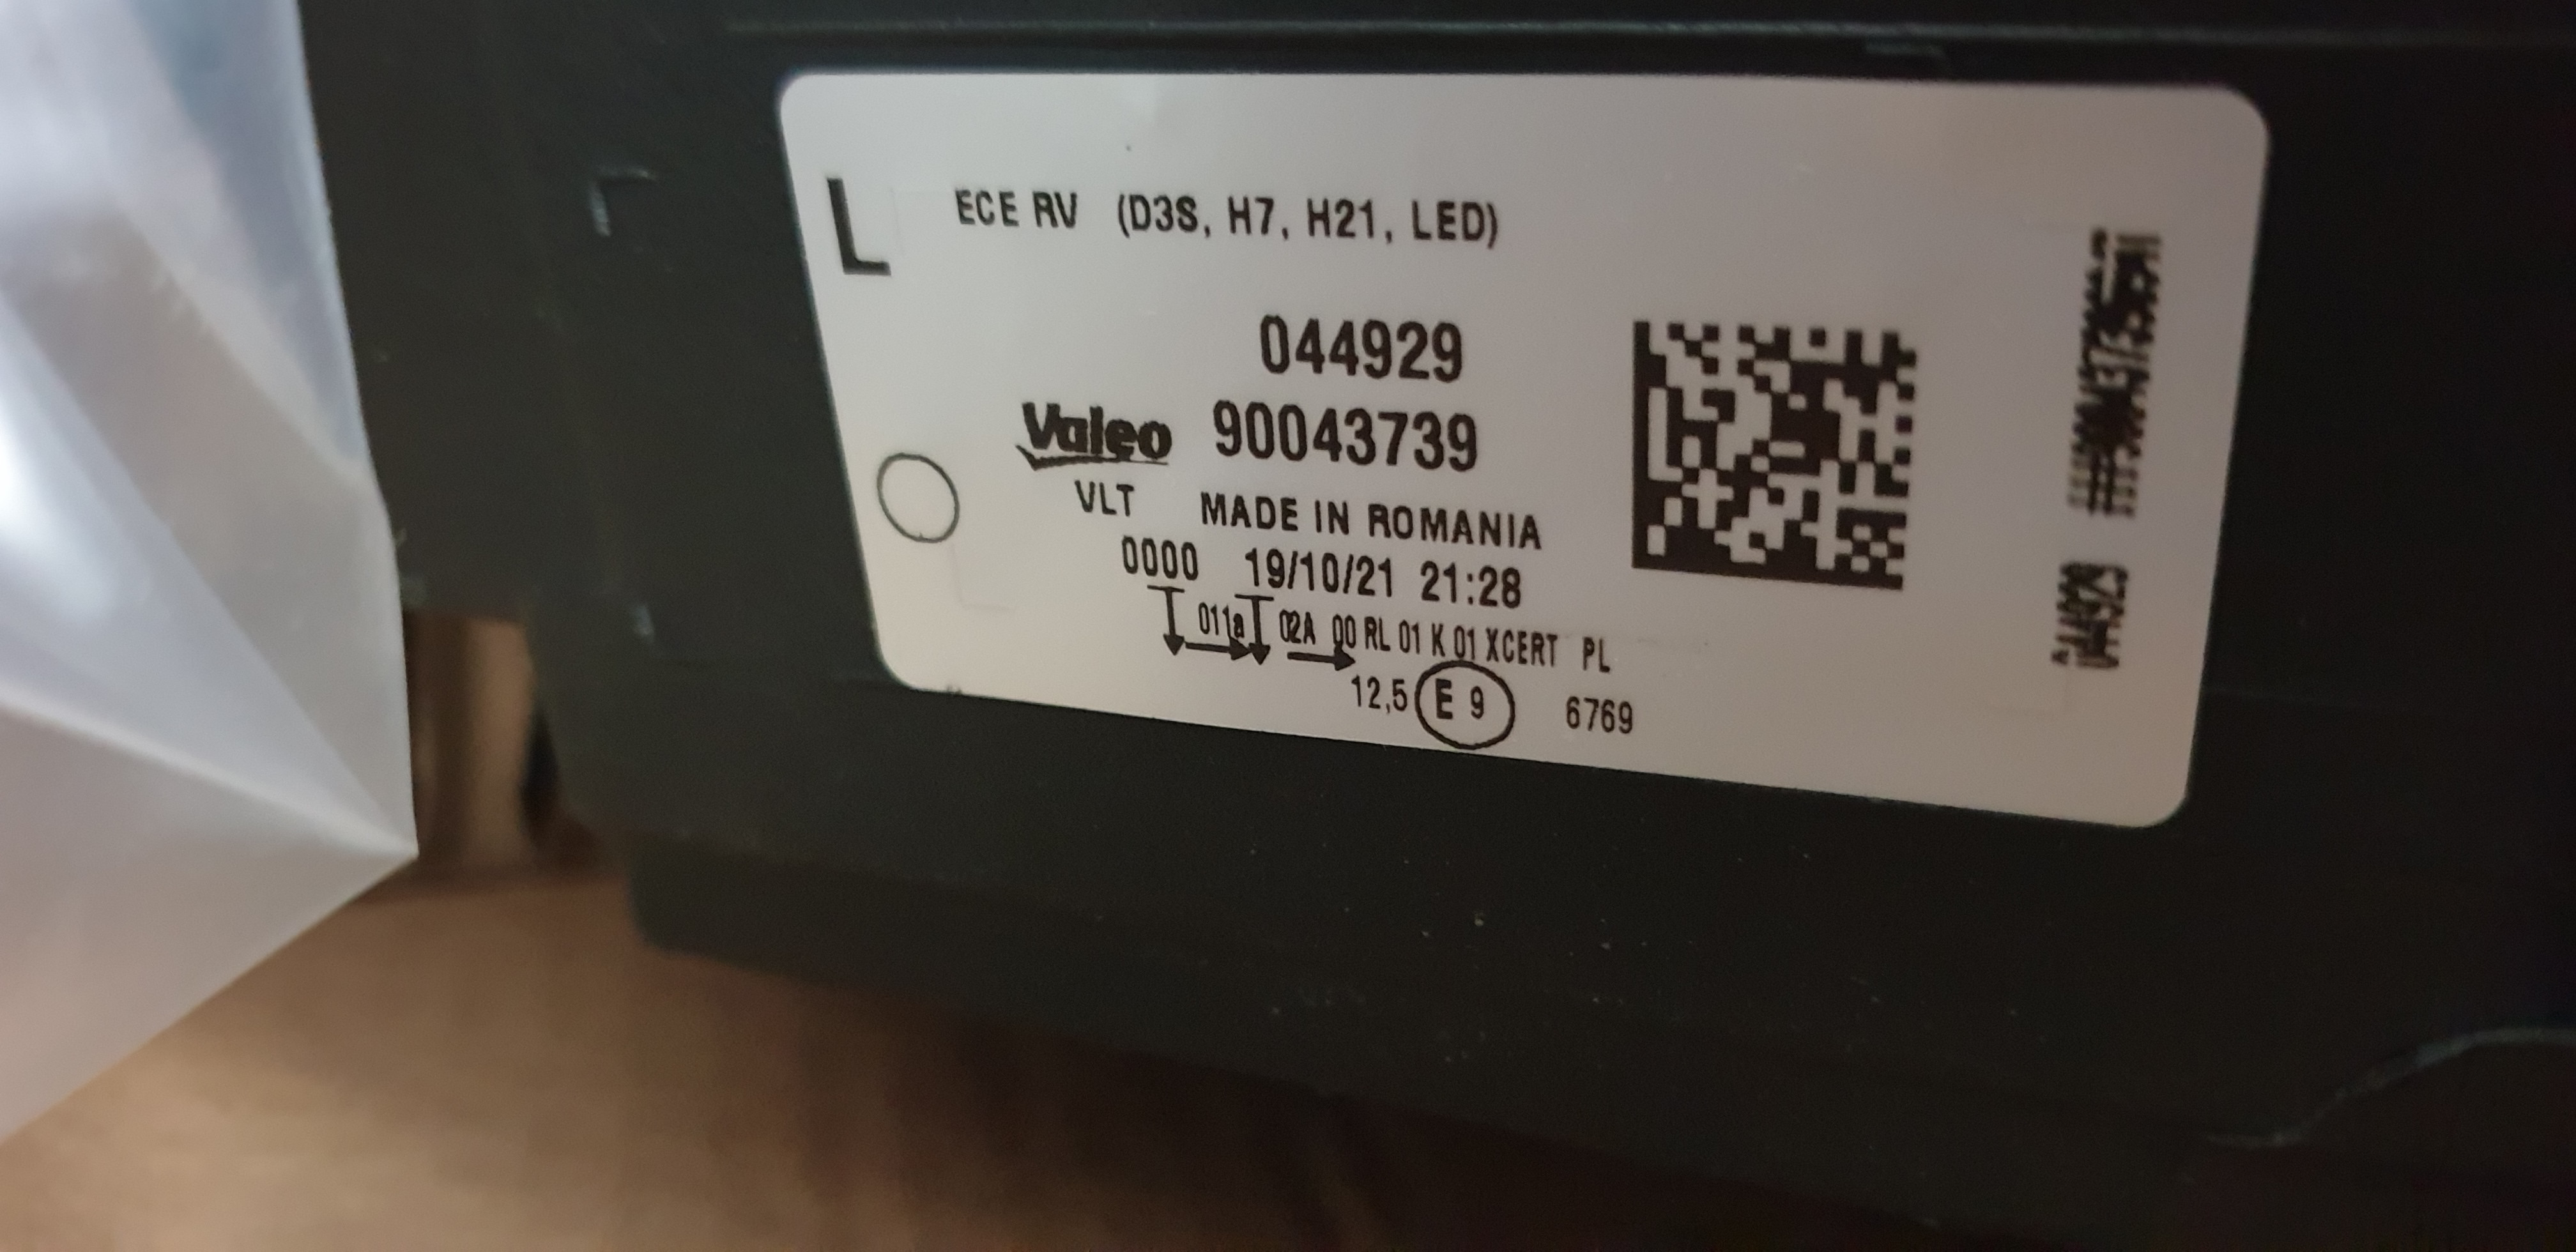 L ECE RV (D3S, H7, H21, LED)
044929
Valeo 90043739
VLT MADE IN ROMANIA
0000 19/10/21 21:28
011a 02A 00 RL 01 K 01 XCERT PL
12,5 E 9 6769